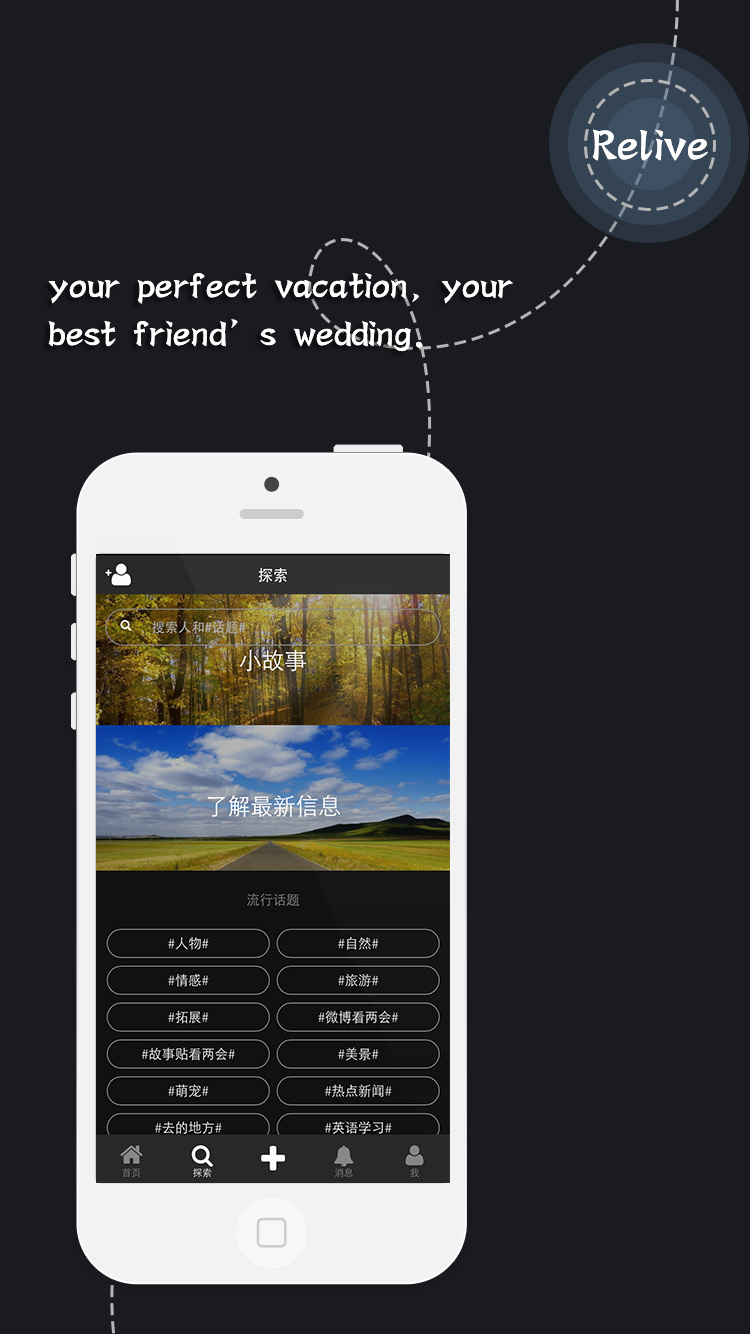 Relive
your perfect vacation, your
best friend's wedding.
探索
搜索人和#话题#
小故事
了解最新信息
流行话题
#人物# #自然#
#情感# #旅游#
#拓展# #微博看两会#
#故事贴看两会# #美景#
#萌宠# #热点新闻#
#去的地方# #英语学习#
首页 探索 消息 我